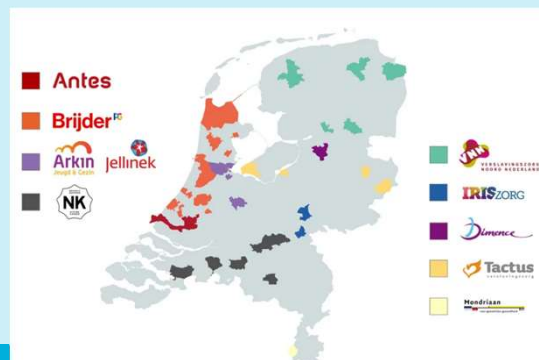 Antes
Brijder
Arkin
Jeugd & Gezin
Jellinek
NK
VNN
VERSLAVINGSZORG
NOORD NEDERLAND
IRISZORG
Dimence
Tactus
verslavingszorg
Mondriaan